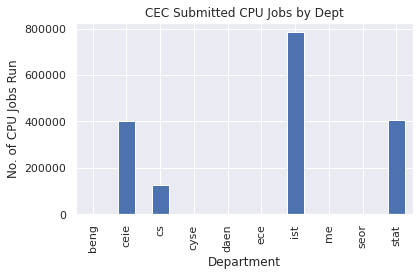 CEC Submitted CPU Jobs by Dept
No. of CPU Jobs Run
800000
600000
400000
200000
0
beng
ceie
cs
cyse
daen
ece
ist
me
seor
stat
Department